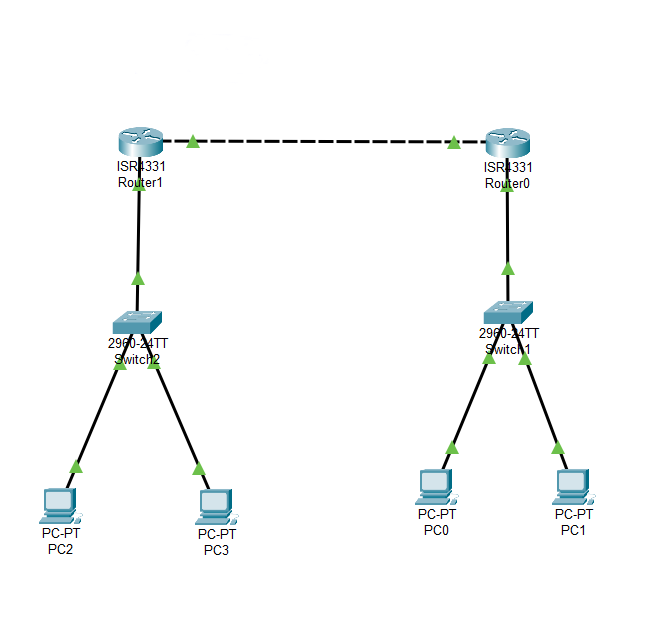 ISR4331
Router1
ISR4331
Router0
2960-24TT
Switch2
2960-24TT
Switch1
PC-PT
PC2
PC-PT
PC3
PC-PT
PC0
PC-PT
PC1